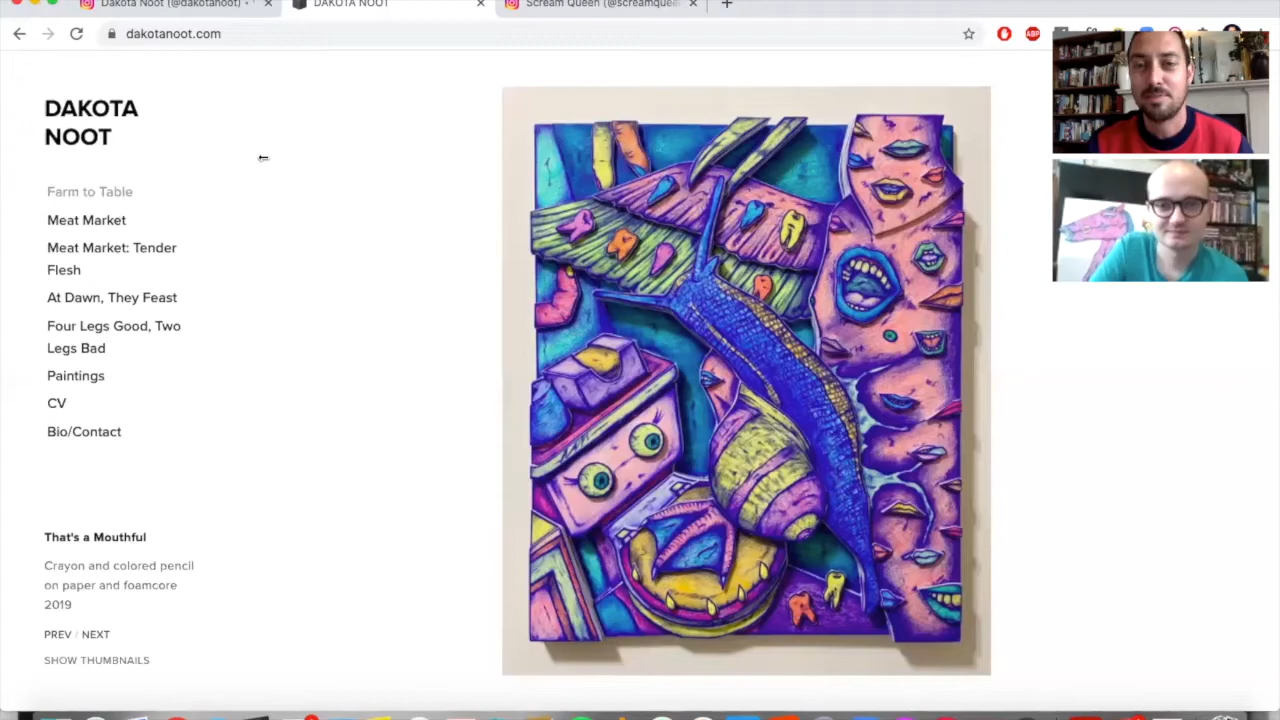 Dakota Noot (@dakotanoot) •
DAKOTA NOOT
Scream Queen (@screamquee
dakotanoot.com
ABP
DAKOTA
NOOT
Farm to Table
Meat Market
Meat Market: Tender
Flesh
At Dawn, They Feast
Four Legs Good, Two
Legs Bad
Paintings
CV
Bio/Contact
That's a Mouthful
Crayon and colored pencil
on paper and foamcore
2019
PREV / NEXT
SHOW THUMBNAILS